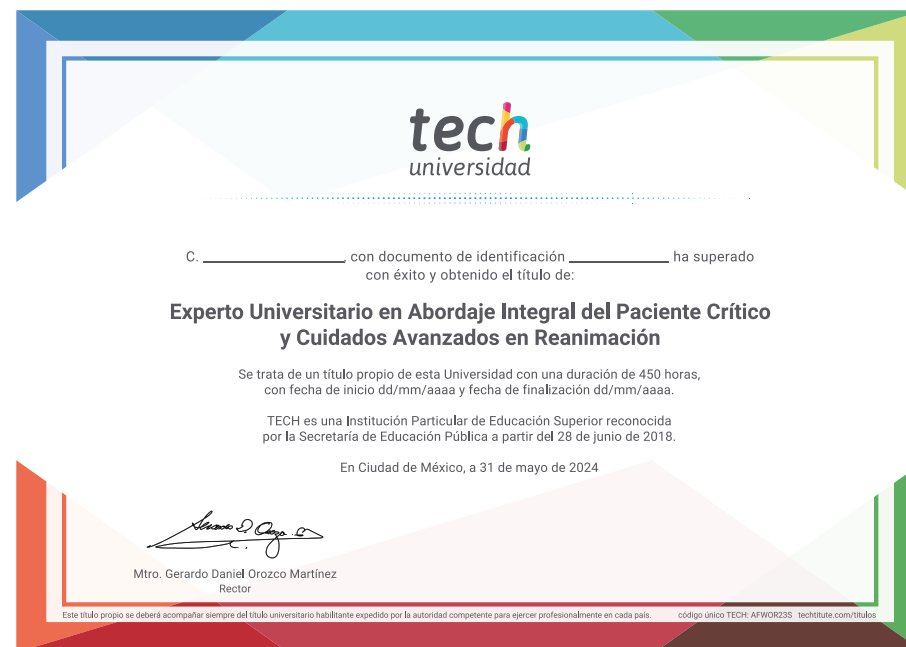 tech
universidad
C. ____________________, con documento de identificación ______________ ha superado
con éxito y obtenido el título de:
Experto Universitario en Abordaje Integral del Paciente Crítico
y Cuidados Avanzados en Reanimación
Se trata de un título propio de esta Universidad con una duración de 450 horas,
con fecha de inicio dd/mm/aaaa y fecha de finalización dd/mm/aaaa.
TECH es una Institución Particular de Educación Superior reconocida
por la Secretaría de Educación Pública a partir del 28 de junio de 2018.
En Ciudad de México, a 31 de mayo de 2024
Mtro. Gerardo Daniel Orozco Martínez
Rector
Este título propio se deberá acompañar siempre del título universitario habilitante expedido por la autoridad competente para ejercer profesionalmente en cada país. código único TECH: AFWOR23S techtitute.com/titulos